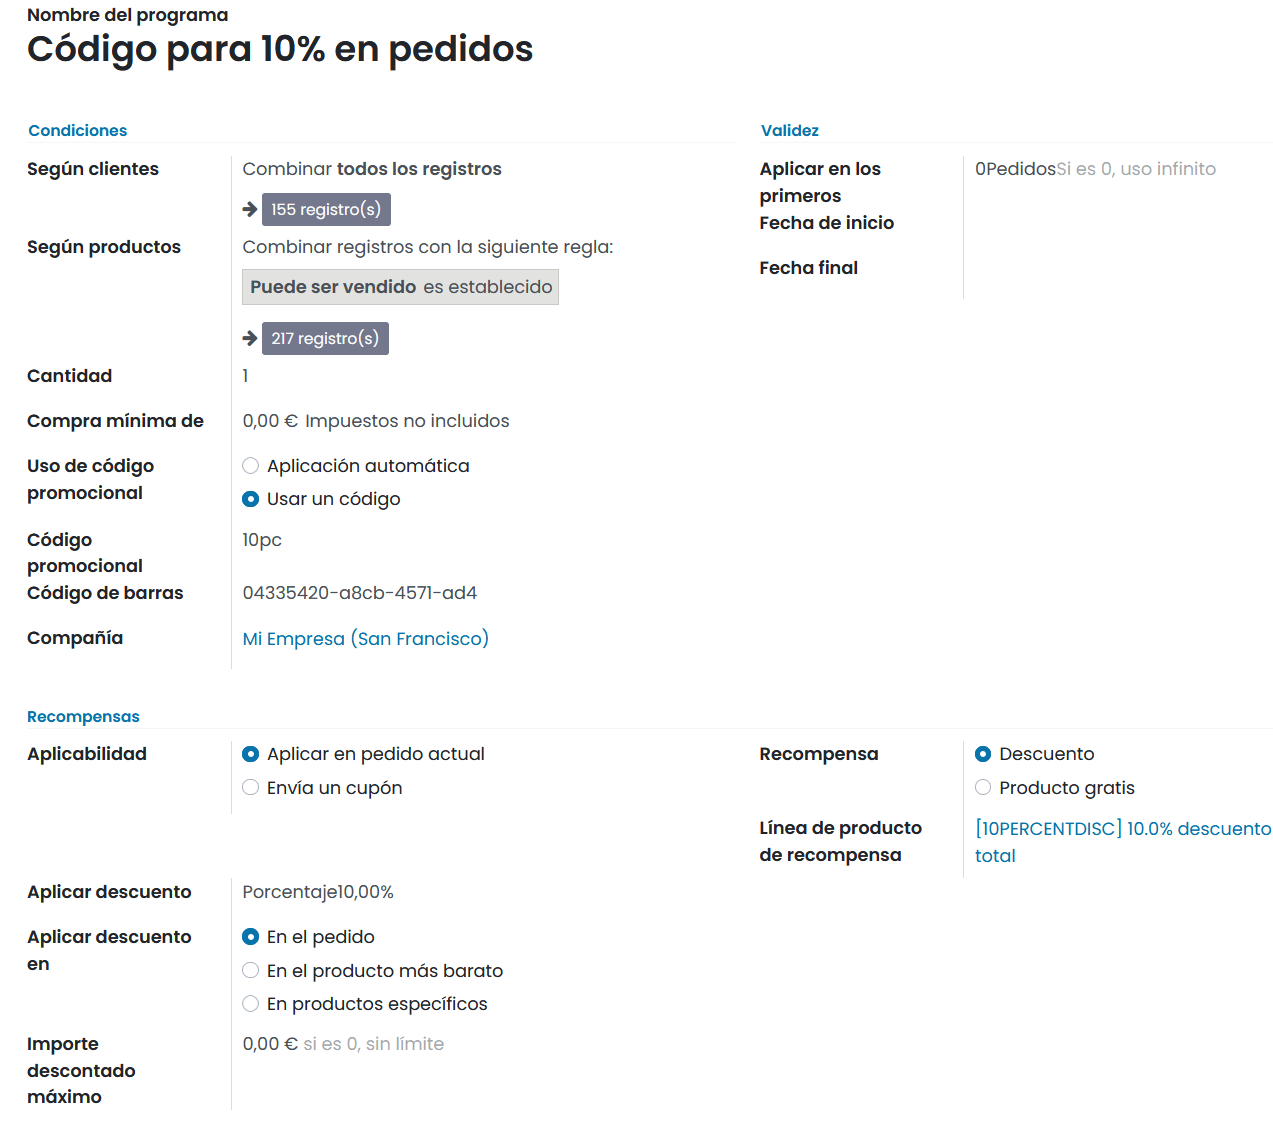 Nombre del programa
Código para 10% en pedidos
Condiciones
Según clientes
Combinar todos los registros
155 registro(s)
Según productos
Combinar registros con la siguiente regla:
Puede ser vendido es establecido
217 registro(s)
Cantidad
1
Compra mínima de
0,00 € Impuestos no incluidos
Uso de código
promocional
Aplicación automática
Usar un código
Código
promocional
10pc
Código de barras
04335420-a8cb-4571-ad4
Compañía
Mi Empresa (San Francisco)
Validez
Aplicar en los
primeros
0PedidosSi es 0, uso infinito
Fecha de inicio
Fecha final
Recompensas
Aplicabilidad
Aplicar en pedido actual
Envía un cupón
Recompensa
Descuento
Producto gratis
Línea de producto
de recompensa
[10PERCENTDISC] 10.0% descuento
total
Aplicar descuento
Porcentaje10,00%
Aplicar descuento
en
En el pedido
En el producto más barato
En productos específicos
Importe
descontado
máximo
0,00 € si es 0, sin límite